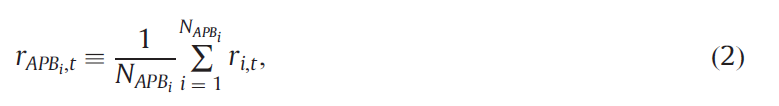 r_{APB_i,t} ≡ \frac{1}{N_{APB_i}} \sum_{i=1}^{N_{APB_i}} r_{i,t}, (2)